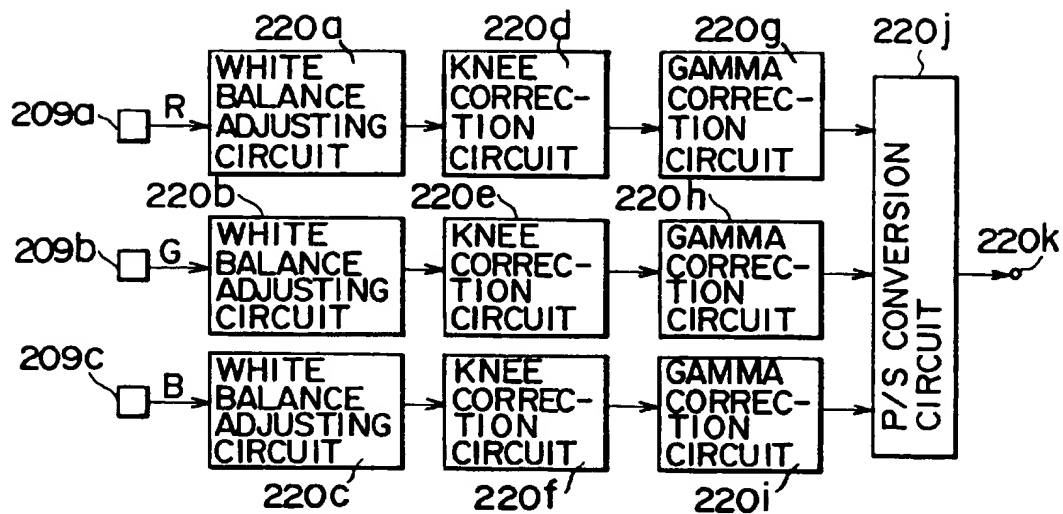 220a
220d
220g
220j
209a
R
WHITE
BALANCE
ADJUSTING
CIRCUIT
KNEE
CORREC-
TION
CIRCUIT
GAMMA
CORREC-
TION
CIRCUIT
220b
220e
220h
209b
G
WHITE
BALANCE
ADJUSTING
CIRCUIT
KNEE
CORREC-
TION
CIRCUIT
GAMMA
CORREC-
TION
CIRCUIT
P/S CONVERSION
CIRCUIT
220k
209c
B
WHITE
BALANCE
ADJUSTING
CIRCUIT
KNEE
CORREC-
TION
CIRCUIT
GAMMA
CORREC-
TION
CIRCUIT
220c
220f
220i